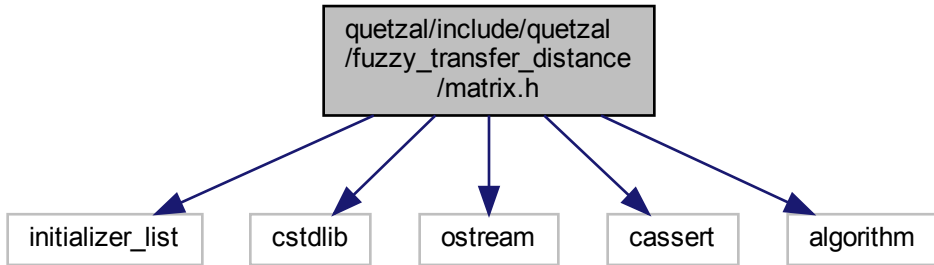 quetzal/include/quetzal
/fuzzy_transfer_distance
/matrix.h
initializer_list
cstdlib
ostream
cassert
algorithm